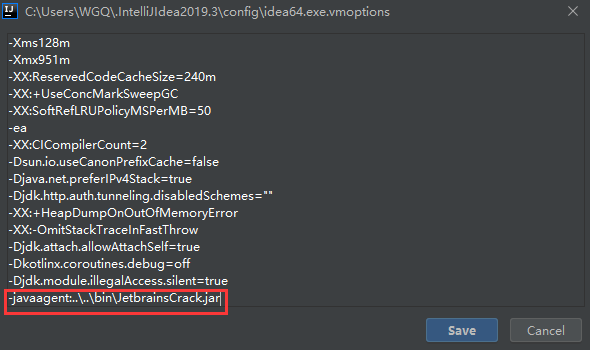 C:\Users\WGQ\.IntelliJIdea2019.3\config\idea64.exe.vmoptions
-Xms128m
-Xmx951m
-XX:ReservedCodeCacheSize=240m
-XX:+UseConcMarkSweepGC
-XX:SoftRefLRUPolicyMSPerMB=50
-ea
-XX:CICompilerCount=2
-Dsun.io.useCanonPrefixCache=false
-Djava.net.preferIPv4Stack=true
-Djdk.http.auth.tunneling.disabledSchemes=""
-XX:+HeapDumpOnOutOfMemoryError
-XX:-OmitStackTraceInFastThrow
-Djdk.attach.allowAttachSelf=true
-Dkotlinx.coroutines.debug=off
-Djdk.module.illegalAccess.silent=true
-javaagent:..\..\bin\JetbrainsCrack.jar
Save
Cancel